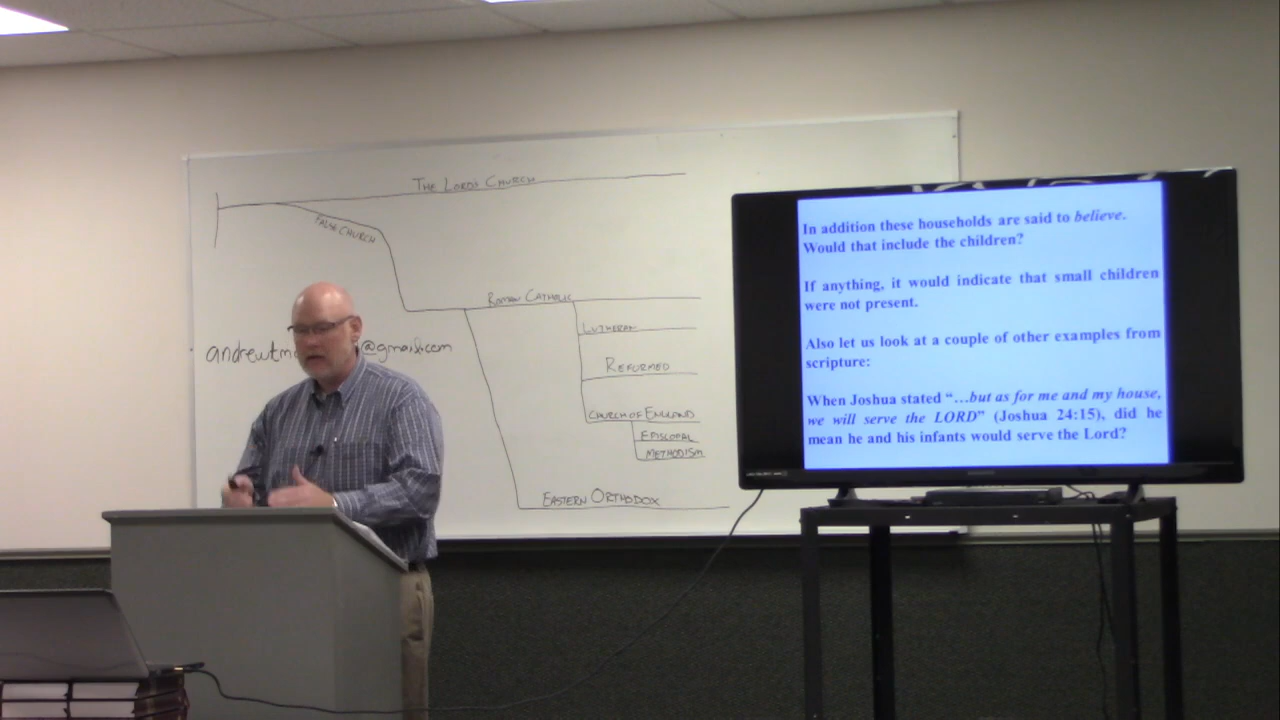 The Lord's Church
False Church
Roman Catholic
Lutheran
Reformed
Church of England
Episcopal
Methodism
Eastern Orthodox
@gmail.com
In addition these households are said to believe.
Would that include the children?
If anything, it would indicate that small children
were not present.
Also let us look at a couple of other examples from
scripture:
When Joshua stated “…but as for me and my house,
we will serve the LORD” (Joshua 24:15), did he
mean he and his infants would serve the Lord?